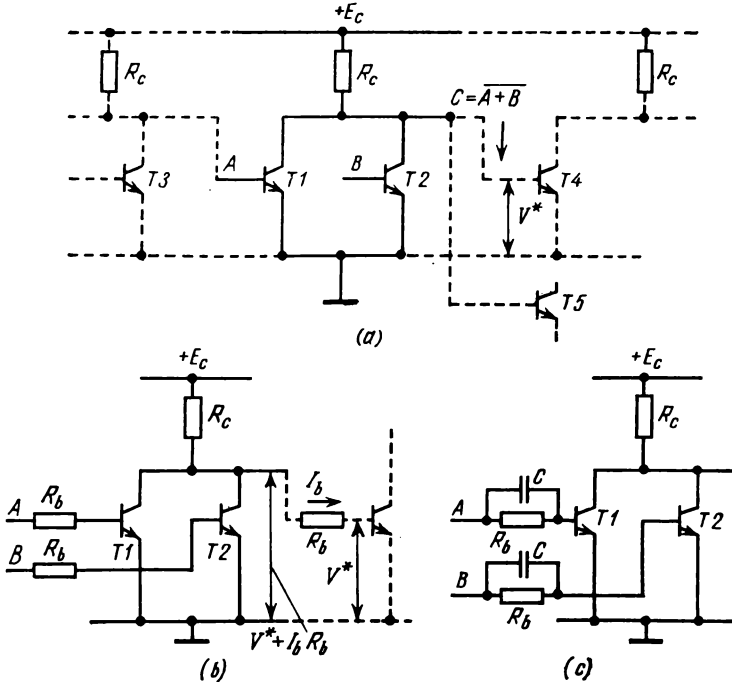 +E_c
R_c
R_c
R_c
C=\overline{A+B}
T3
A
T1
B
T2
T4
V*
T5
(a)
+E_c
R_c
A
R_b
T1
B
R_b
T2
I_b
R_b
V*
V*+I_b R_b
(b)
+E_c
R_c
C
A
R_b
T1
T2
C
B
R_b
(c)